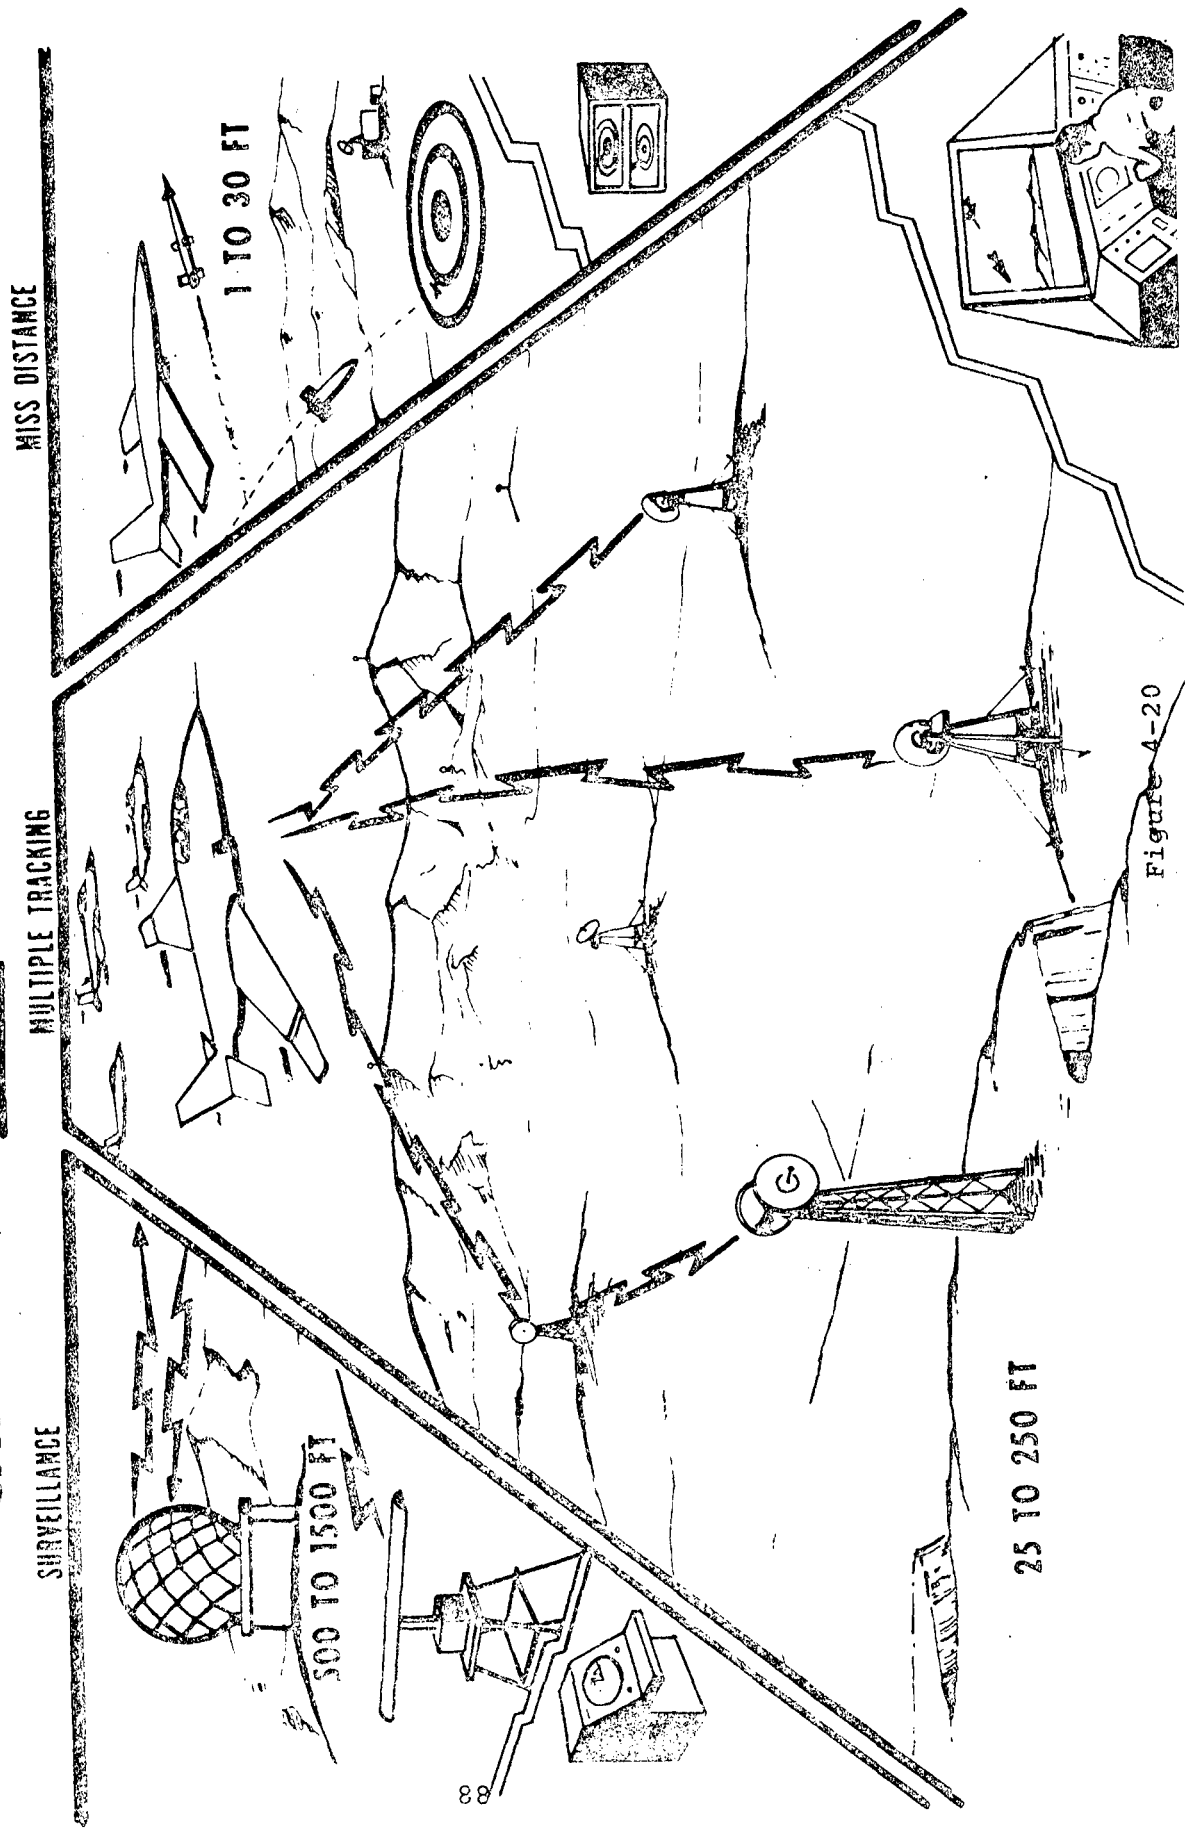 SURVEILLANCE
MULTIPLE TRACKING
MISS DISTANCE
500 TO 1500 FT
1 TO 30 FT
25 TO 250 FT
Figure 4-20
88